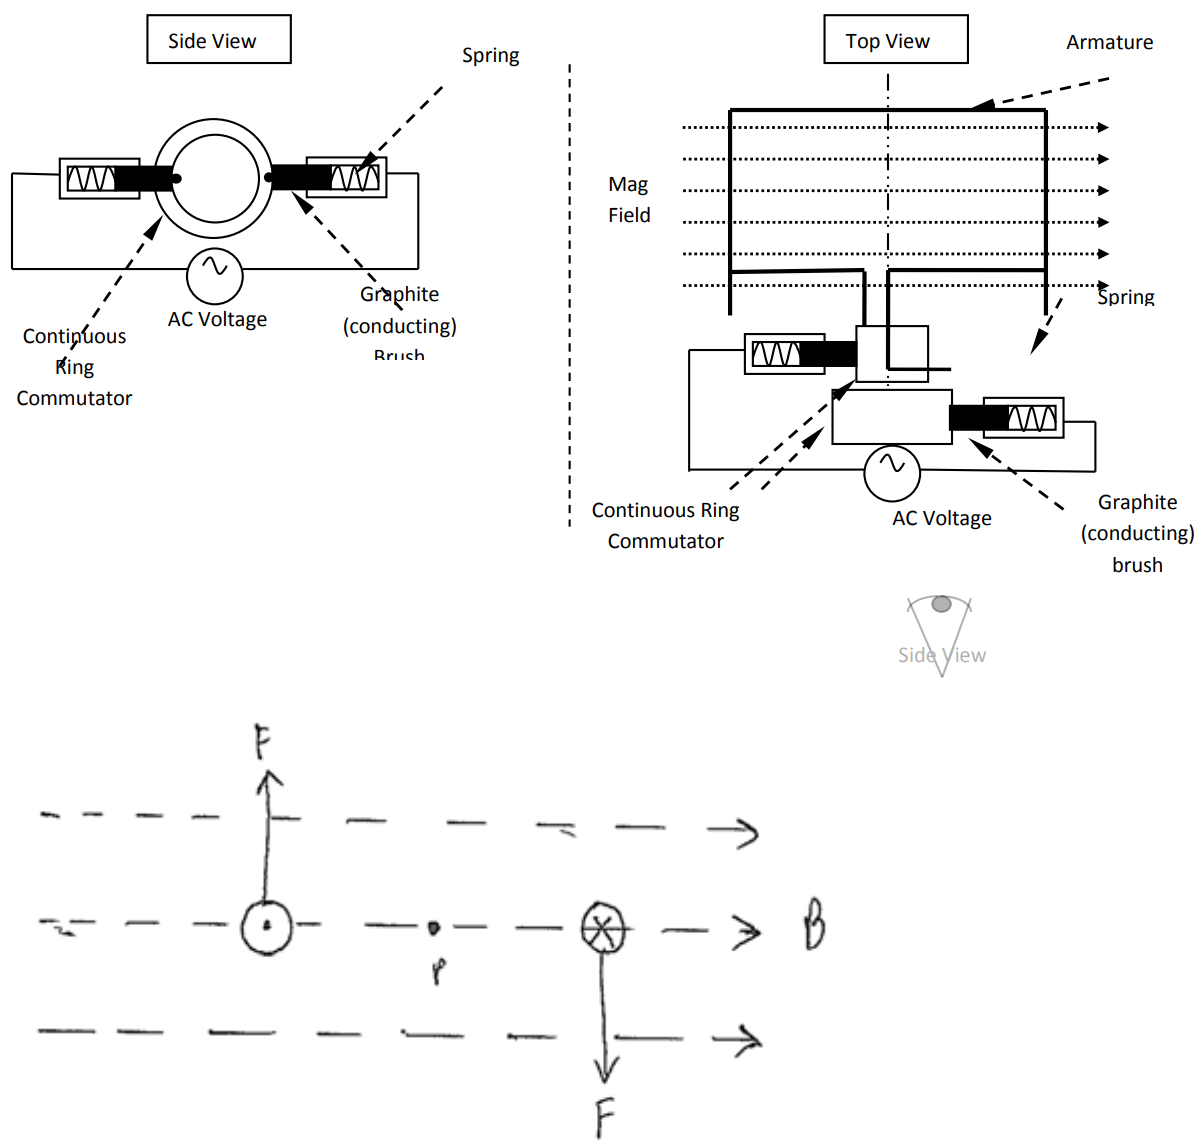 Side View
Spring
Graphite
(conducting)
Brush
AC Voltage
Continuous
Ring
Commutator
Top View
Armature
Mag
Field
Spring
Continuous Ring
Commutator
AC Voltage
Graphite
(conducting)
brush
Side View
F
B
P
F